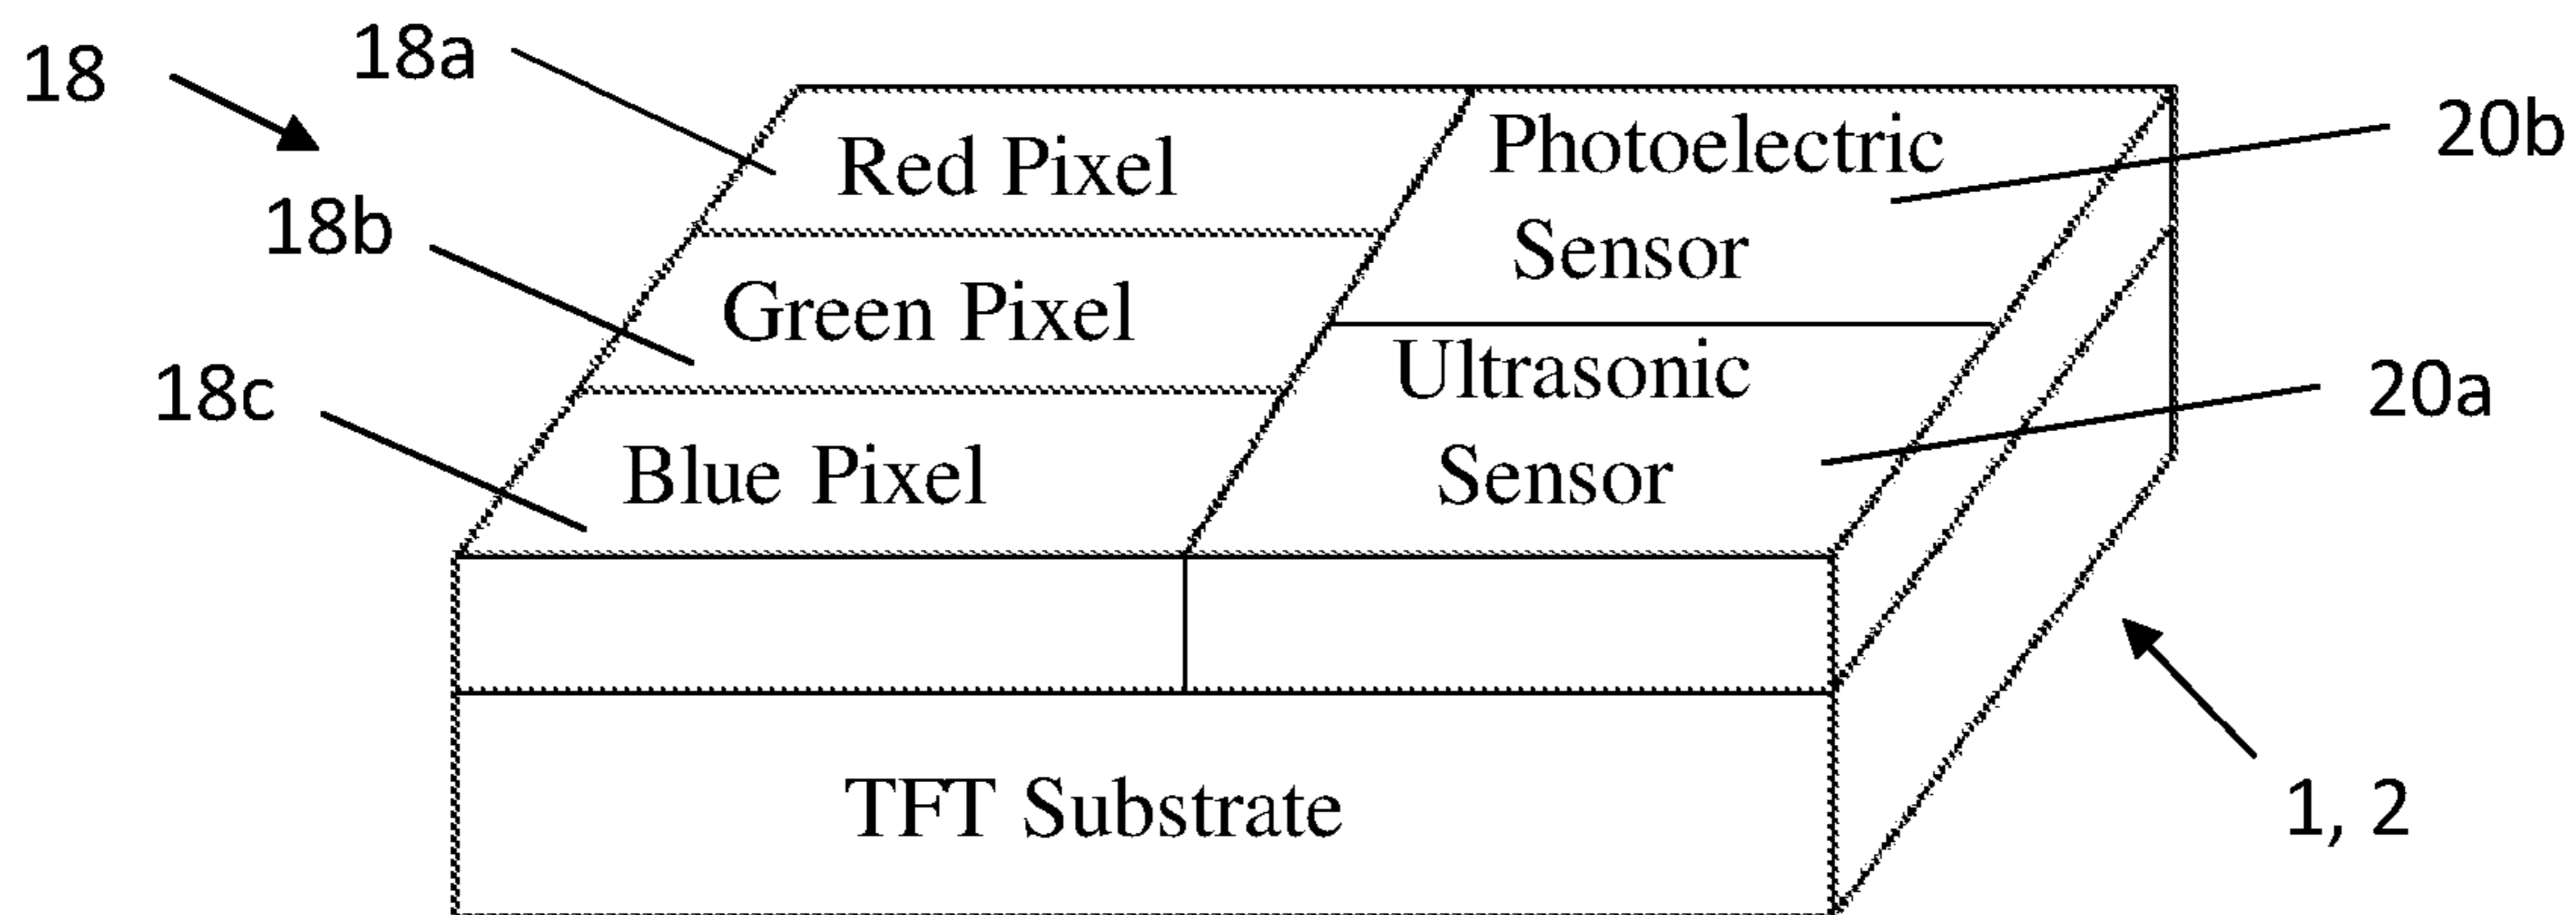 18
18a
Red Pixel
Photoelectric
Sensor
20b
18b
Green Pixel
18c
Blue Pixel
Ultrasonic
Sensor
20a
TFT Substrate
1, 2